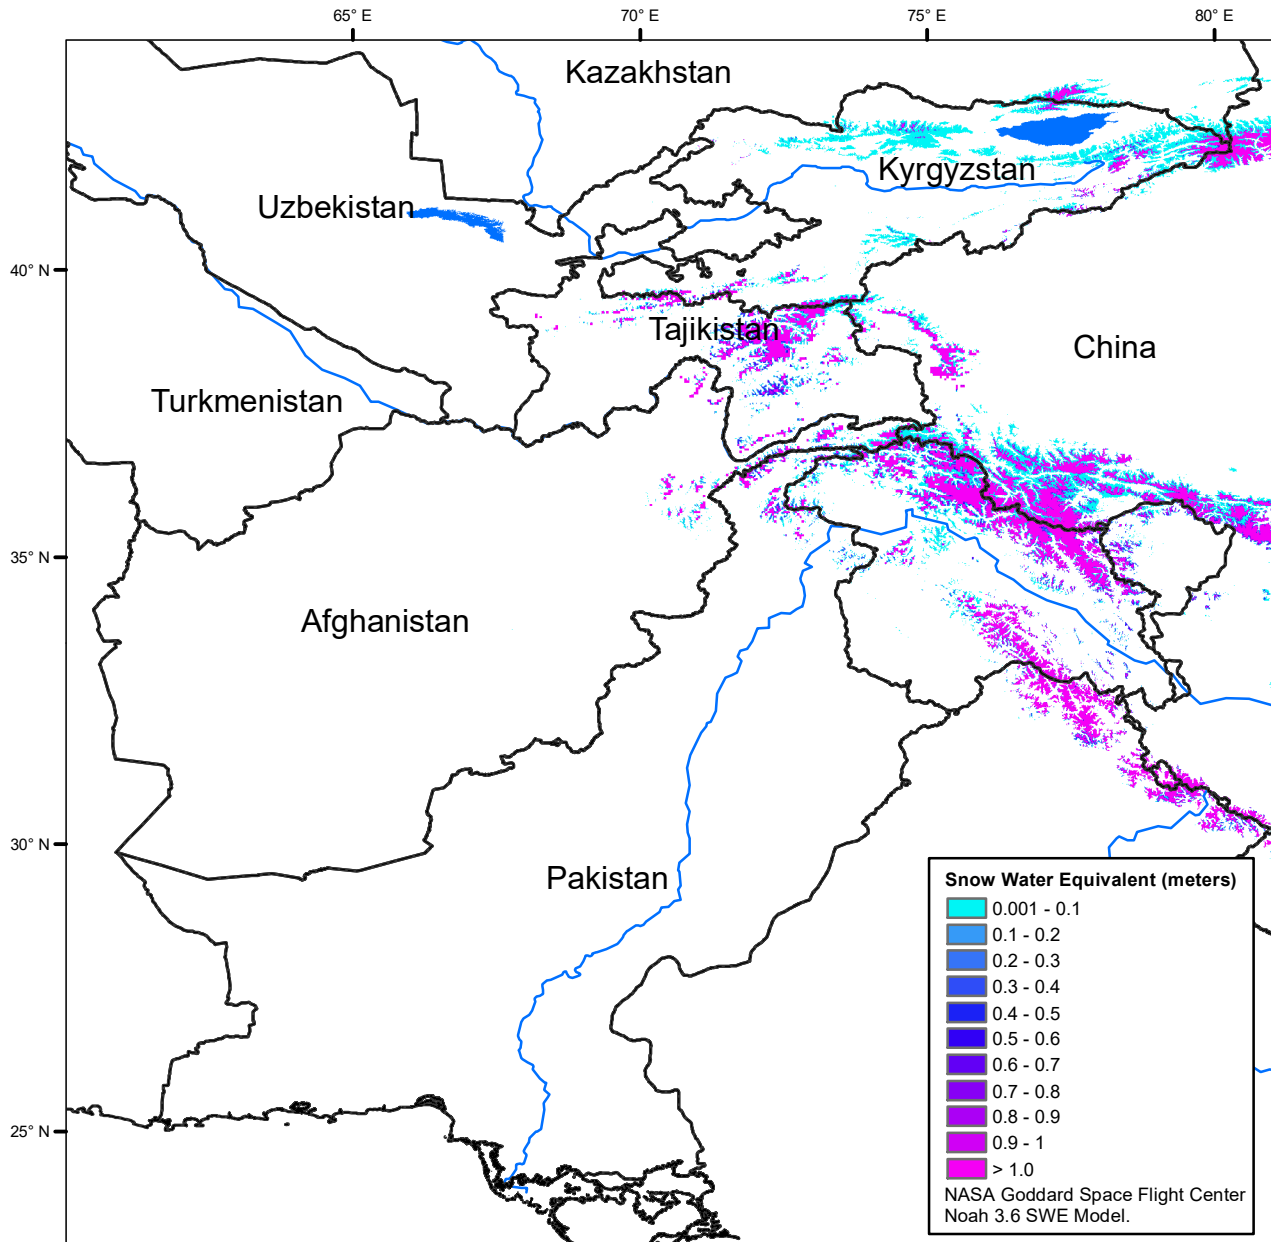 65° E
70° E
75° E
80° E
Kazakhstan
Kyrgyzstan
Uzbekistan
40° N
Tajikistan
China
Turkmenistan
35° N
Afghanistan
30° N
Pakistan
25° N
Snow Water Equivalent (meters)
0.001 - 0.1
0.1 - 0.2
0.2 - 0.3
0.3 - 0.4
0.4 - 0.5
0.5 - 0.6
0.6 - 0.7
0.7 - 0.8
0.8 - 0.9
0.9 - 1
> 1.0
NASA Goddard Space Flight Center
Noah 3.6 SWE Model.